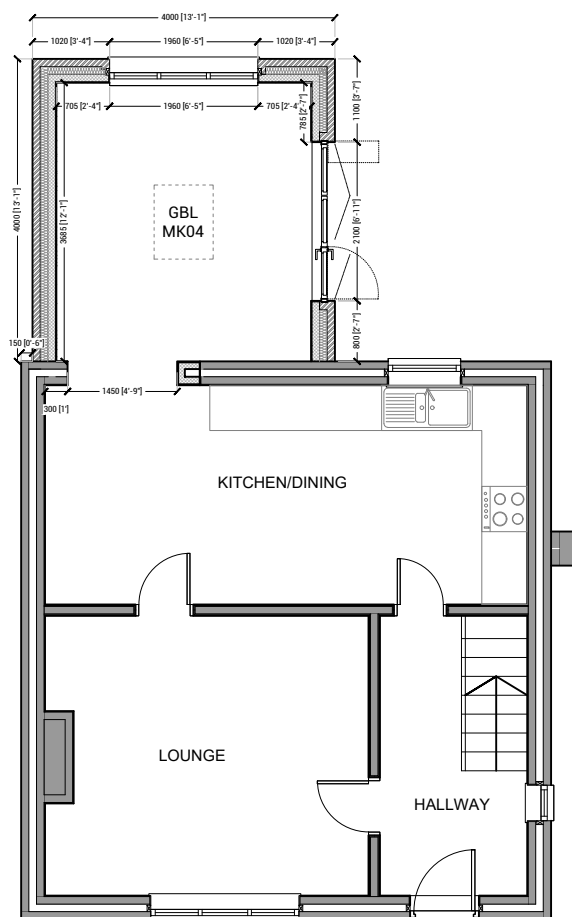 4000 [13'-1"]
1020 [3'-4"] 1960 [6'-5"] 1020 [3'-4"]
705 [2'-4"] 1960 [6'-5"] 705 [2'-4"]
785 [2'-7"]
1100 [3'-7"]
4000 [13'-1"]
3685 [12'-1"]
GBL
MK04
2100 [6'-11"]
800 [2'-7"]
150 [0'-6"]
1450 [4'-9"]
300 [1']
KITCHEN/DINING
LOUNGE
HALLWAY